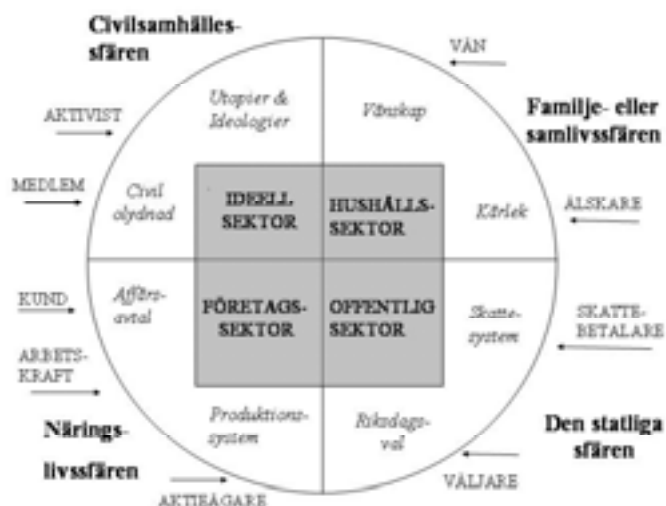 Civilsamhälles-
sfären
VÄN
Utopier &
Ideologier
Vänskap
Familje- eller
samlivssfären
AKTIVIST
MEDLEM
Civil
olydnad
IDEELL
SEKTOR
HUSHÅLLS-
SEKTOR
Kärlek
ÄLSKARE
KUND
Affärs-
avtal
FÖRETAGS-
SEKTOR
OFFENTLIG
SEKTOR
Skatte-
system
SKATTE-
BETALARE
ARBETS-
KRAFT
Produktions-
system
Riksdags-
val
Närings-
livssfären
Den statliga
sfären
AKTIEÄGARE
VÄLJARE